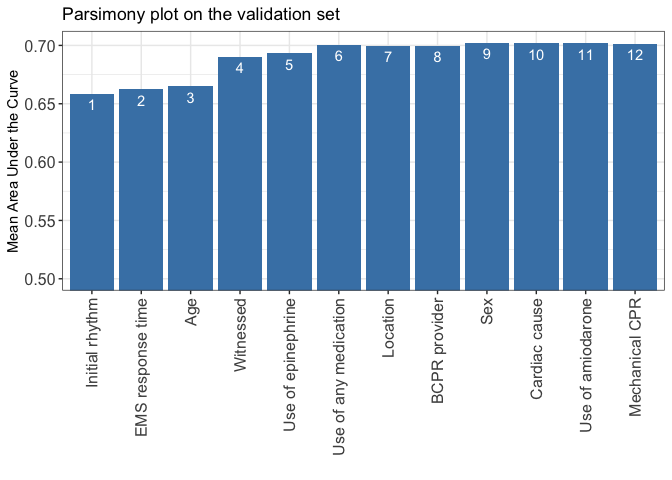 Parsimony plot on the validation set
Mean Area Under the Curve
0.70
0.65
0.60
0.55
0.50
1
2
3
4
5
6
7
8
9
10
11
12
Initial rhythm
EMS response time
Age
Witnessed
Use of epinephrine
Use of any medication
Location
BCPR provider
Sex
Cardiac cause
Use of amiodarone
Mechanical CPR